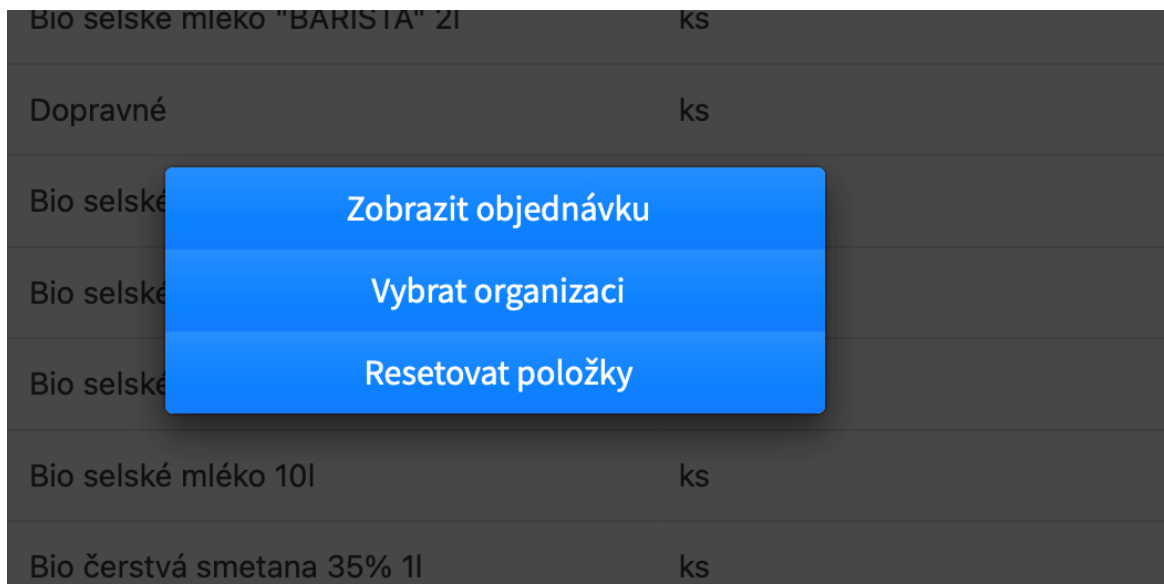 Bio selské mléko "BARISTA" 2l ks
Dopravné ks
Bio selské
Zobrazit objednávku
Bio selské
Vybrat organizaci
Bio selské
Resetovat položky
Bio selské mléko 10l ks
Bio čerstvá smetana 35% 1l ks